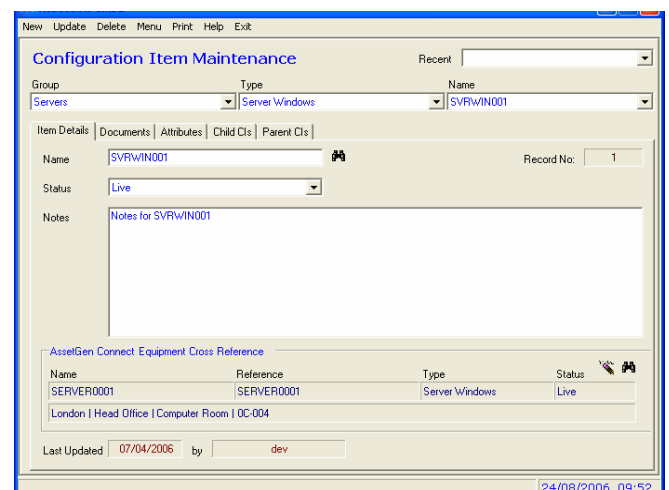 New Update Delete Menu Print Help Exit
Configuration Item Maintenance
Recent
Group Type Name
Servers Server Windows SVRWIN001
Item Details Documents Attributes Child CIs Parent CIs
Name SVRWIN001 Record No: 1
Status Live
Notes Notes for SVRWIN001
AssetGen Connect Equipment Cross Reference
Name Reference Type Status
SERVER0001 SERVER0001 Server Windows Live
London | Head Office | Computer Room | 0C-004
Last Updated 07/04/2006 by dev
24/08/2006 09:52